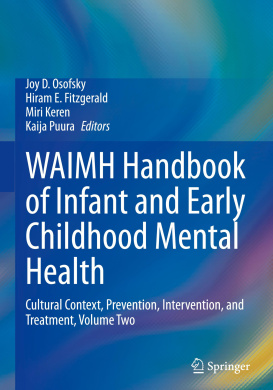 Joy D. Osofsky
Hiram E. Fitzgerald
Miri Keren
Kaija Puura Editors
WAIMH Handbook
of Infant and Early
Childhood Mental
Health
Cultural Context, Prevention, Intervention, and
Treatment, Volume Two
Springer